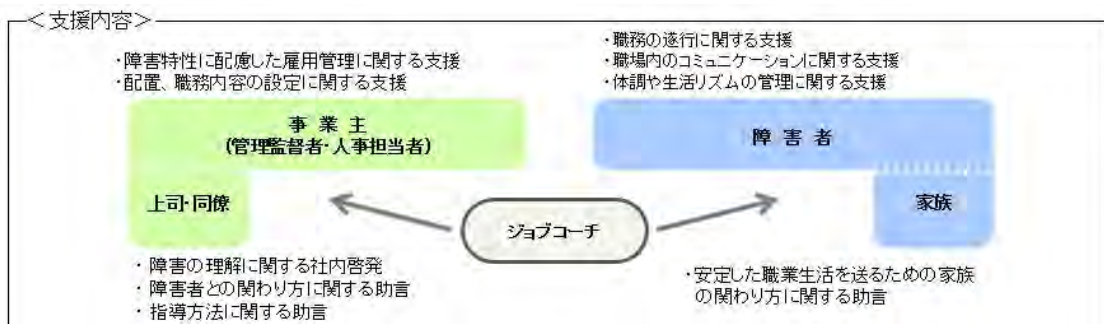 ＜支援内容＞
・障害特性に配慮した雇用管理に関する支援
・配置、職務内容の設定に関する支援
・職務の遂行に関する支援
・職場内のコミュニケーションに関する支援
・体調や生活リズムの管理に関する支援
事業主
(管理監督者・人事担当者)
障害者
上司・同僚
家族
ジョブコーチ
・障害の理解に関する社内啓発
・障害者との関わり方に関する助言
・指導方法に関する助言
・安定した職業生活を送るための家族
の関わり方に関する助言